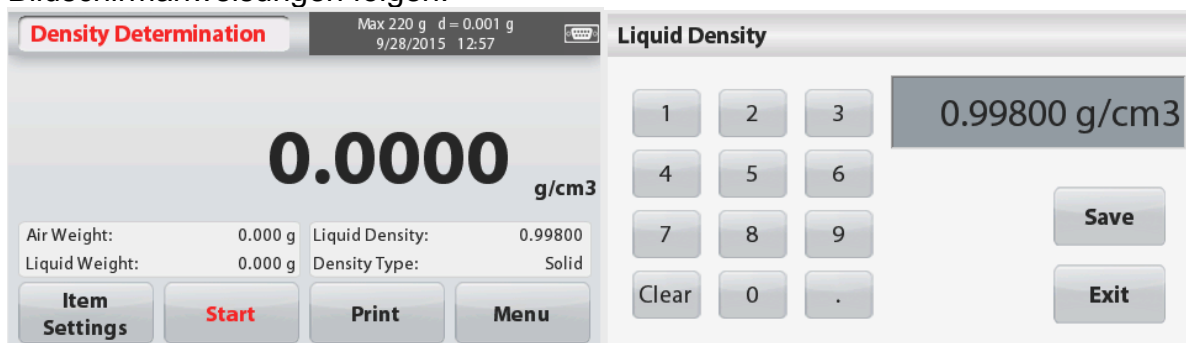 Bildschirmanweisungen folgen.
Density Determination
Max 220 g d = 0.001 g
9/28/2015 12:57
0.0000
g/cm3
Air Weight: 0.000 g Liquid Density: 0.99800
Liquid Weight: 0.000 g Density Type: Solid
Item Settings Start Print Menu
Liquid Density
0.99800 g/cm3
1 2 3
4 5 6
7 8 9
Clear 0 .
Save
Exit